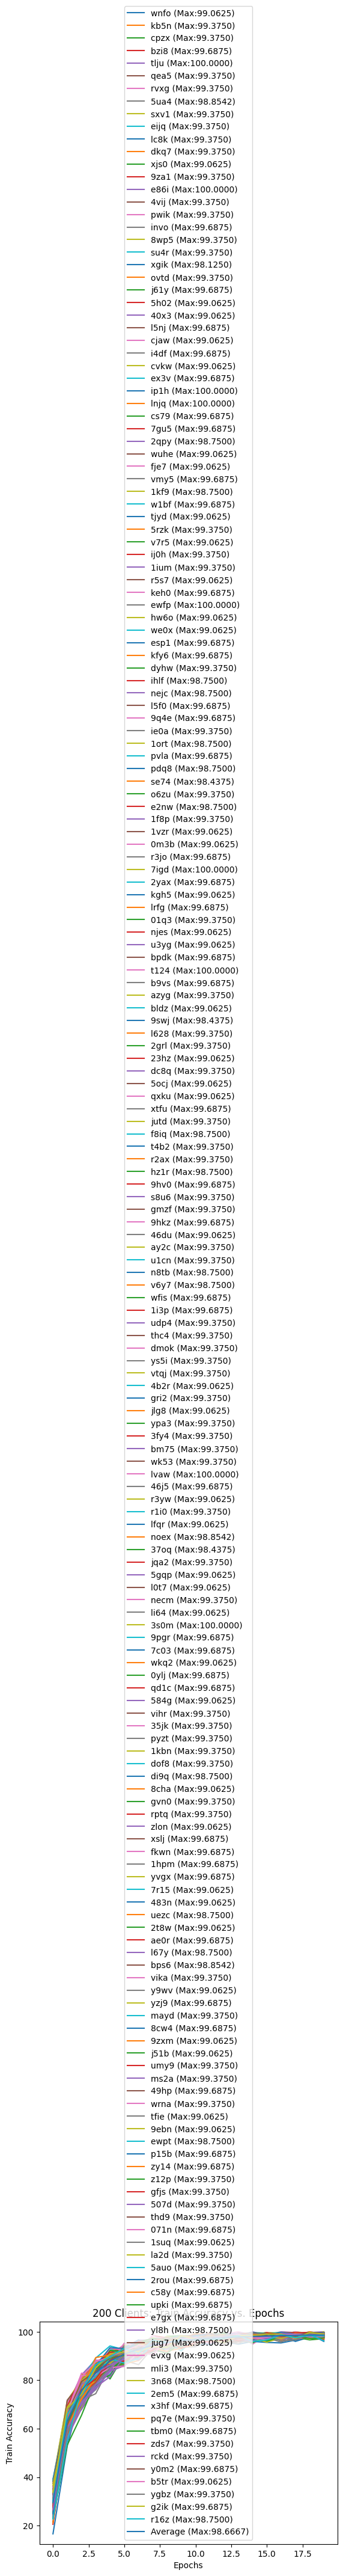 wnfo (Max:99.0625)
kb5n (Max:99.3750)
cpzx (Max:99.3750)
bzi8 (Max:99.6875)
tlju (Max:100.0000)
qea5 (Max:99.3750)
rvxg (Max:99.3750)
5ua4 (Max:98.8542)
sxv1 (Max:99.3750)
eijq (Max:99.3750)
lc8k (Max:99.3750)
dkq7 (Max:99.3750)
xjs0 (Max:99.0625)
9za1 (Max:99.3750)
e86i (Max:100.0000)
4vij (Max:99.3750)
pwik (Max:99.3750)
invo (Max:99.6875)
8wp5 (Max:99.3750)
su4r (Max:99.3750)
xgik (Max:98.1250)
ovtd (Max:99.3750)
j61y (Max:99.6875)
5h02 (Max:99.0625)
40x3 (Max:99.0625)
l5nj (Max:99.6875)
cjaw (Max:99.0625)
i4df (Max:99.6875)
cvkw (Max:99.0625)
ex3v (Max:99.6875)
ip1h (Max:100.0000)
lnjq (Max:100.0000)
cs79 (Max:99.6875)
7gu5 (Max:99.6875)
2qpy (Max:98.7500)
wuhe (Max:99.0625)
fje7 (Max:99.0625)
vmy5 (Max:99.6875)
1kf9 (Max:98.7500)
w1bf (Max:99.6875)
tjyd (Max:99.0625)
5rzk (Max:99.3750)
v7r5 (Max:99.0625)
ij0h (Max:99.3750)
1ium (Max:99.3750)
r5s7 (Max:99.0625)
keh0 (Max:99.6875)
ewfp (Max:100.0000)
hw6o (Max:99.0625)
we0x (Max:99.0625)
esp1 (Max:99.6875)
kfy6 (Max:99.6875)
dyhw (Max:99.3750)
ihlf (Max:98.7500)
nejc (Max:98.7500)
l5f0 (Max:99.6875)
9q4e (Max:99.6875)
ie0a (Max:99.3750)
1ort (Max:98.7500)
pvla (Max:99.6875)
pdq8 (Max:98.7500)
se74 (Max:98.4375)
o6zu (Max:99.3750)
e2nw (Max:98.7500)
1f8p (Max:99.3750)
1vzr (Max:99.0625)
0m3b (Max:99.0625)
r3jo (Max:99.6875)
7igd (Max:100.0000)
2yax (Max:99.6875)
kgh5 (Max:99.0625)
lrfg (Max:99.6875)
01q3 (Max:99.3750)
njes (Max:99.0625)
u3yg (Max:99.0625)
bpdk (Max:99.6875)
t124 (Max:100.0000)
b9vs (Max:99.6875)
azyg (Max:99.3750)
bldz (Max:99.0625)
9swj (Max:98.4375)
l628 (Max:99.3750)
2grl (Max:99.3750)
23hz (Max:99.0625)
dc8q (Max:99.3750)
5ocj (Max:99.0625)
qxku (Max:99.0625)
xtfu (Max:99.6875)
jutd (Max:99.3750)
f8iq (Max:98.7500)
t4b2 (Max:99.3750)
r2ax (Max:99.3750)
hz1r (Max:98.7500)
9hv0 (Max:99.6875)
s8u6 (Max:99.3750)
gmzf (Max:99.3750)
9hkz (Max:99.6875)
46du (Max:99.0625)
ay2c (Max:99.3750)
u1cn (Max:99.3750)
n8tb (Max:98.7500)
v6y7 (Max:98.7500)
wfis (Max:99.6875)
1i3p (Max:99.6875)
udp4 (Max:99.3750)
thc4 (Max:99.3750)
dmok (Max:99.3750)
ys5i (Max:99.3750)
vtqj (Max:99.3750)
4b2r (Max:99.0625)
gri2 (Max:99.3750)
jlg8 (Max:99.0625)
ypa3 (Max:99.3750)
3fy4 (Max:99.3750)
bm75 (Max:99.3750)
wk53 (Max:99.3750)
lvaw (Max:100.0000)
46j5 (Max:99.6875)
r3yw (Max:99.0625)
r1i0 (Max:99.3750)
lfqr (Max:99.0625)
noex (Max:98.8542)
37oq (Max:98.4375)
jqa2 (Max:99.3750)
5gqp (Max:99.0625)
l0t7 (Max:99.0625)
necm (Max:99.3750)
li64 (Max:99.0625)
3s0m (Max:100.0000)
9pgr (Max:99.6875)
7c03 (Max:99.6875)
wkq2 (Max:99.0625)
0ylj (Max:99.6875)
qd1c (Max:99.6875)
584g (Max:99.0625)
vihr (Max:99.3750)
35jk (Max:99.3750)
pyzt (Max:99.3750)
1kbn (Max:99.3750)
dof8 (Max:99.3750)
di9q (Max:98.7500)
8cha (Max:99.0625)
gvn0 (Max:99.3750)
rptq (Max:99.3750)
zlon (Max:99.0625)
xslj (Max:99.6875)
fkwn (Max:99.6875)
1hpm (Max:99.6875)
yvgx (Max:99.6875)
7r15 (Max:99.0625)
483n (Max:99.0625)
uezc (Max:98.7500)
2t8w (Max:99.0625)
ae0r (Max:99.6875)
l67y (Max:98.7500)
bps6 (Max:98.8542)
vika (Max:99.3750)
y9wv (Max:99.0625)
yzj9 (Max:99.6875)
mayd (Max:99.3750)
8cw4 (Max:99.6875)
9zxm (Max:99.0625)
j51b (Max:99.0625)
umy9 (Max:99.3750)
ms2a (Max:99.3750)
49hp (Max:99.6875)
wrna (Max:99.3750)
tfie (Max:99.0625)
9ebn (Max:99.0625)
ewpt (Max:98.7500)
p15b (Max:99.6875)
zy14 (Max:99.6875)
z12p (Max:99.3750)
gfjs (Max:99.3750)
507d (Max:99.3750)
thd9 (Max:99.3750)
071n (Max:99.6875)
1suq (Max:99.0625)
la2d (Max:99.3750)
5auo (Max:99.0625)
2rou (Max:99.6875)
c58y (Max:99.6875)
upki (Max:99.6875)
e7gx (Max:99.6875)
yl8h (Max:98.7500)
jug7 (Max:99.0625)
evxg (Max:99.0625)
mli3 (Max:99.3750)
3n68 (Max:98.7500)
2em5 (Max:99.6875)
x3hf (Max:99.6875)
pq7e (Max:99.3750)
tbm0 (Max:99.6875)
zds7 (Max:99.3750)
rckd (Max:99.3750)
y0m2 (Max:99.6875)
b5tr (Max:99.0625)
ygbz (Max:99.3750)
g2ik (Max:99.6875)
r16z (Max:98.7500)
Average (Max:98.6667)
200 Clients, Train Accuracy vs. Epochs
Train Accuracy
100
80
60
40
20
0.0 2.5 5.0 7.5 10.0 12.5 15.0 17.5
Epochs